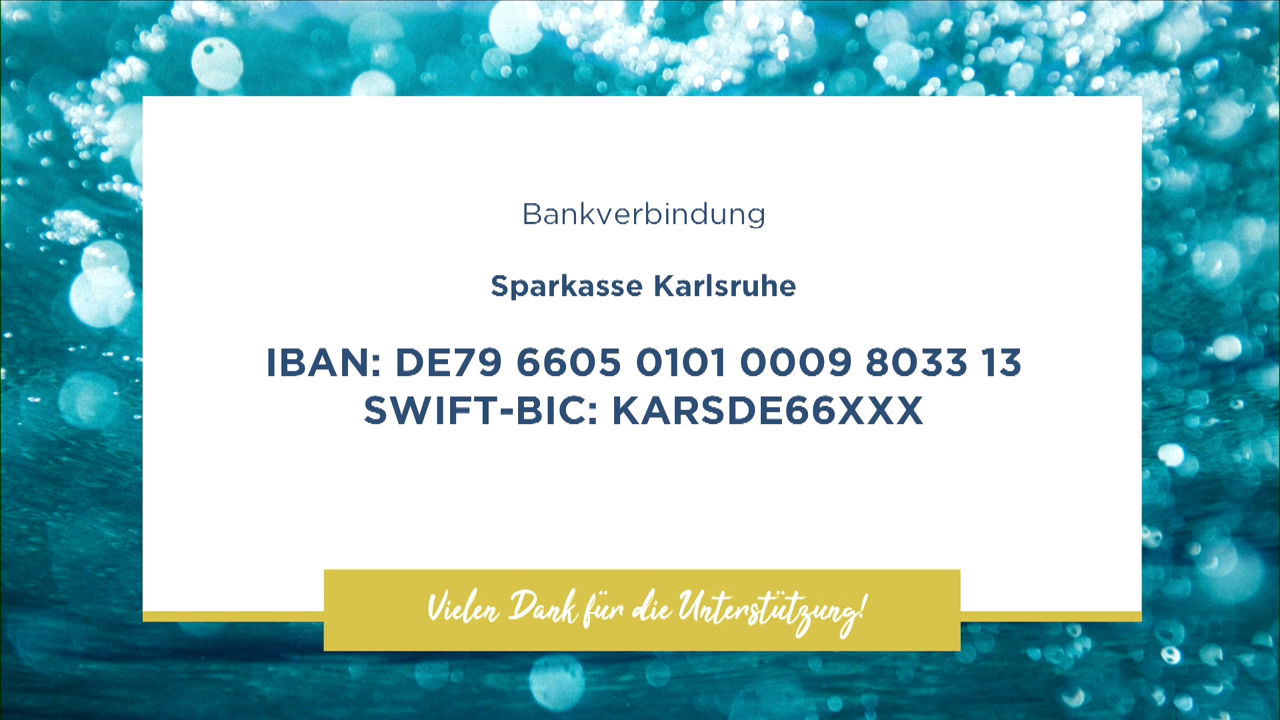 Bankverbindung
Sparkasse Karlsruhe
IBAN: DE79 6605 0101 0009 8033 13
SWIFT-BIC: KARSDE66XXX
Vielen Dank für die Unterstützung!